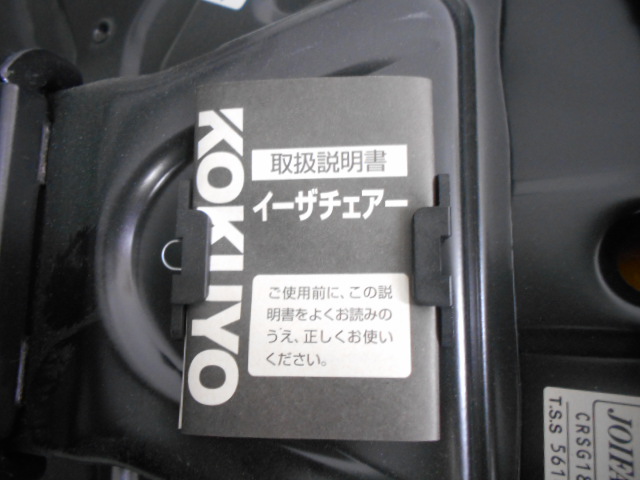 KOKUYO
取扱説明書
イーザチェアー
ご使用前に、この説
明書をよくお読みの
うえ、正しくお使い
ください。
JOIFA
CRSG18
T.S.S 561